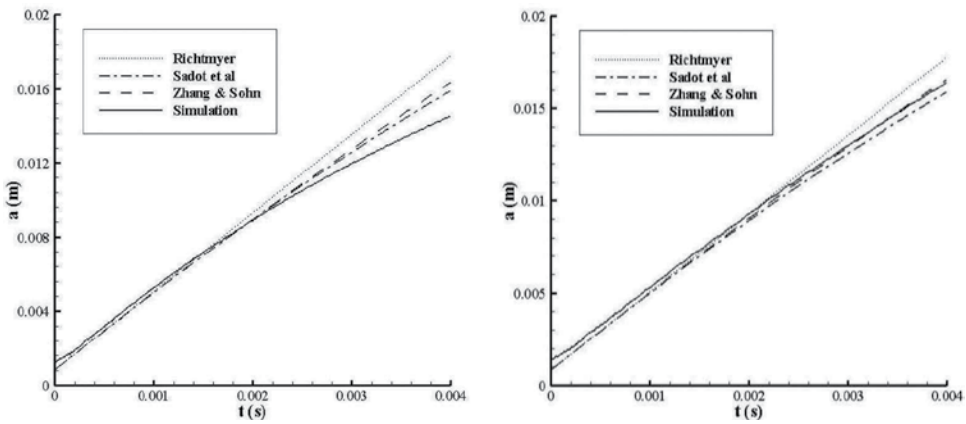 0.02
0.016
0.012
0.008
0.004
0
a (m)
Richtmyer
Sadot et al
Zhang & Sohn
Simulation
0
0.001
0.002
0.003
0.004
t (s)
0.02
0.015
0.01
0.005
0
a (m)
Richtmyer
Sadot et al
Zhang & Sohn
Simulation
0
0.001
0.002
0.003
0.004
t (s)